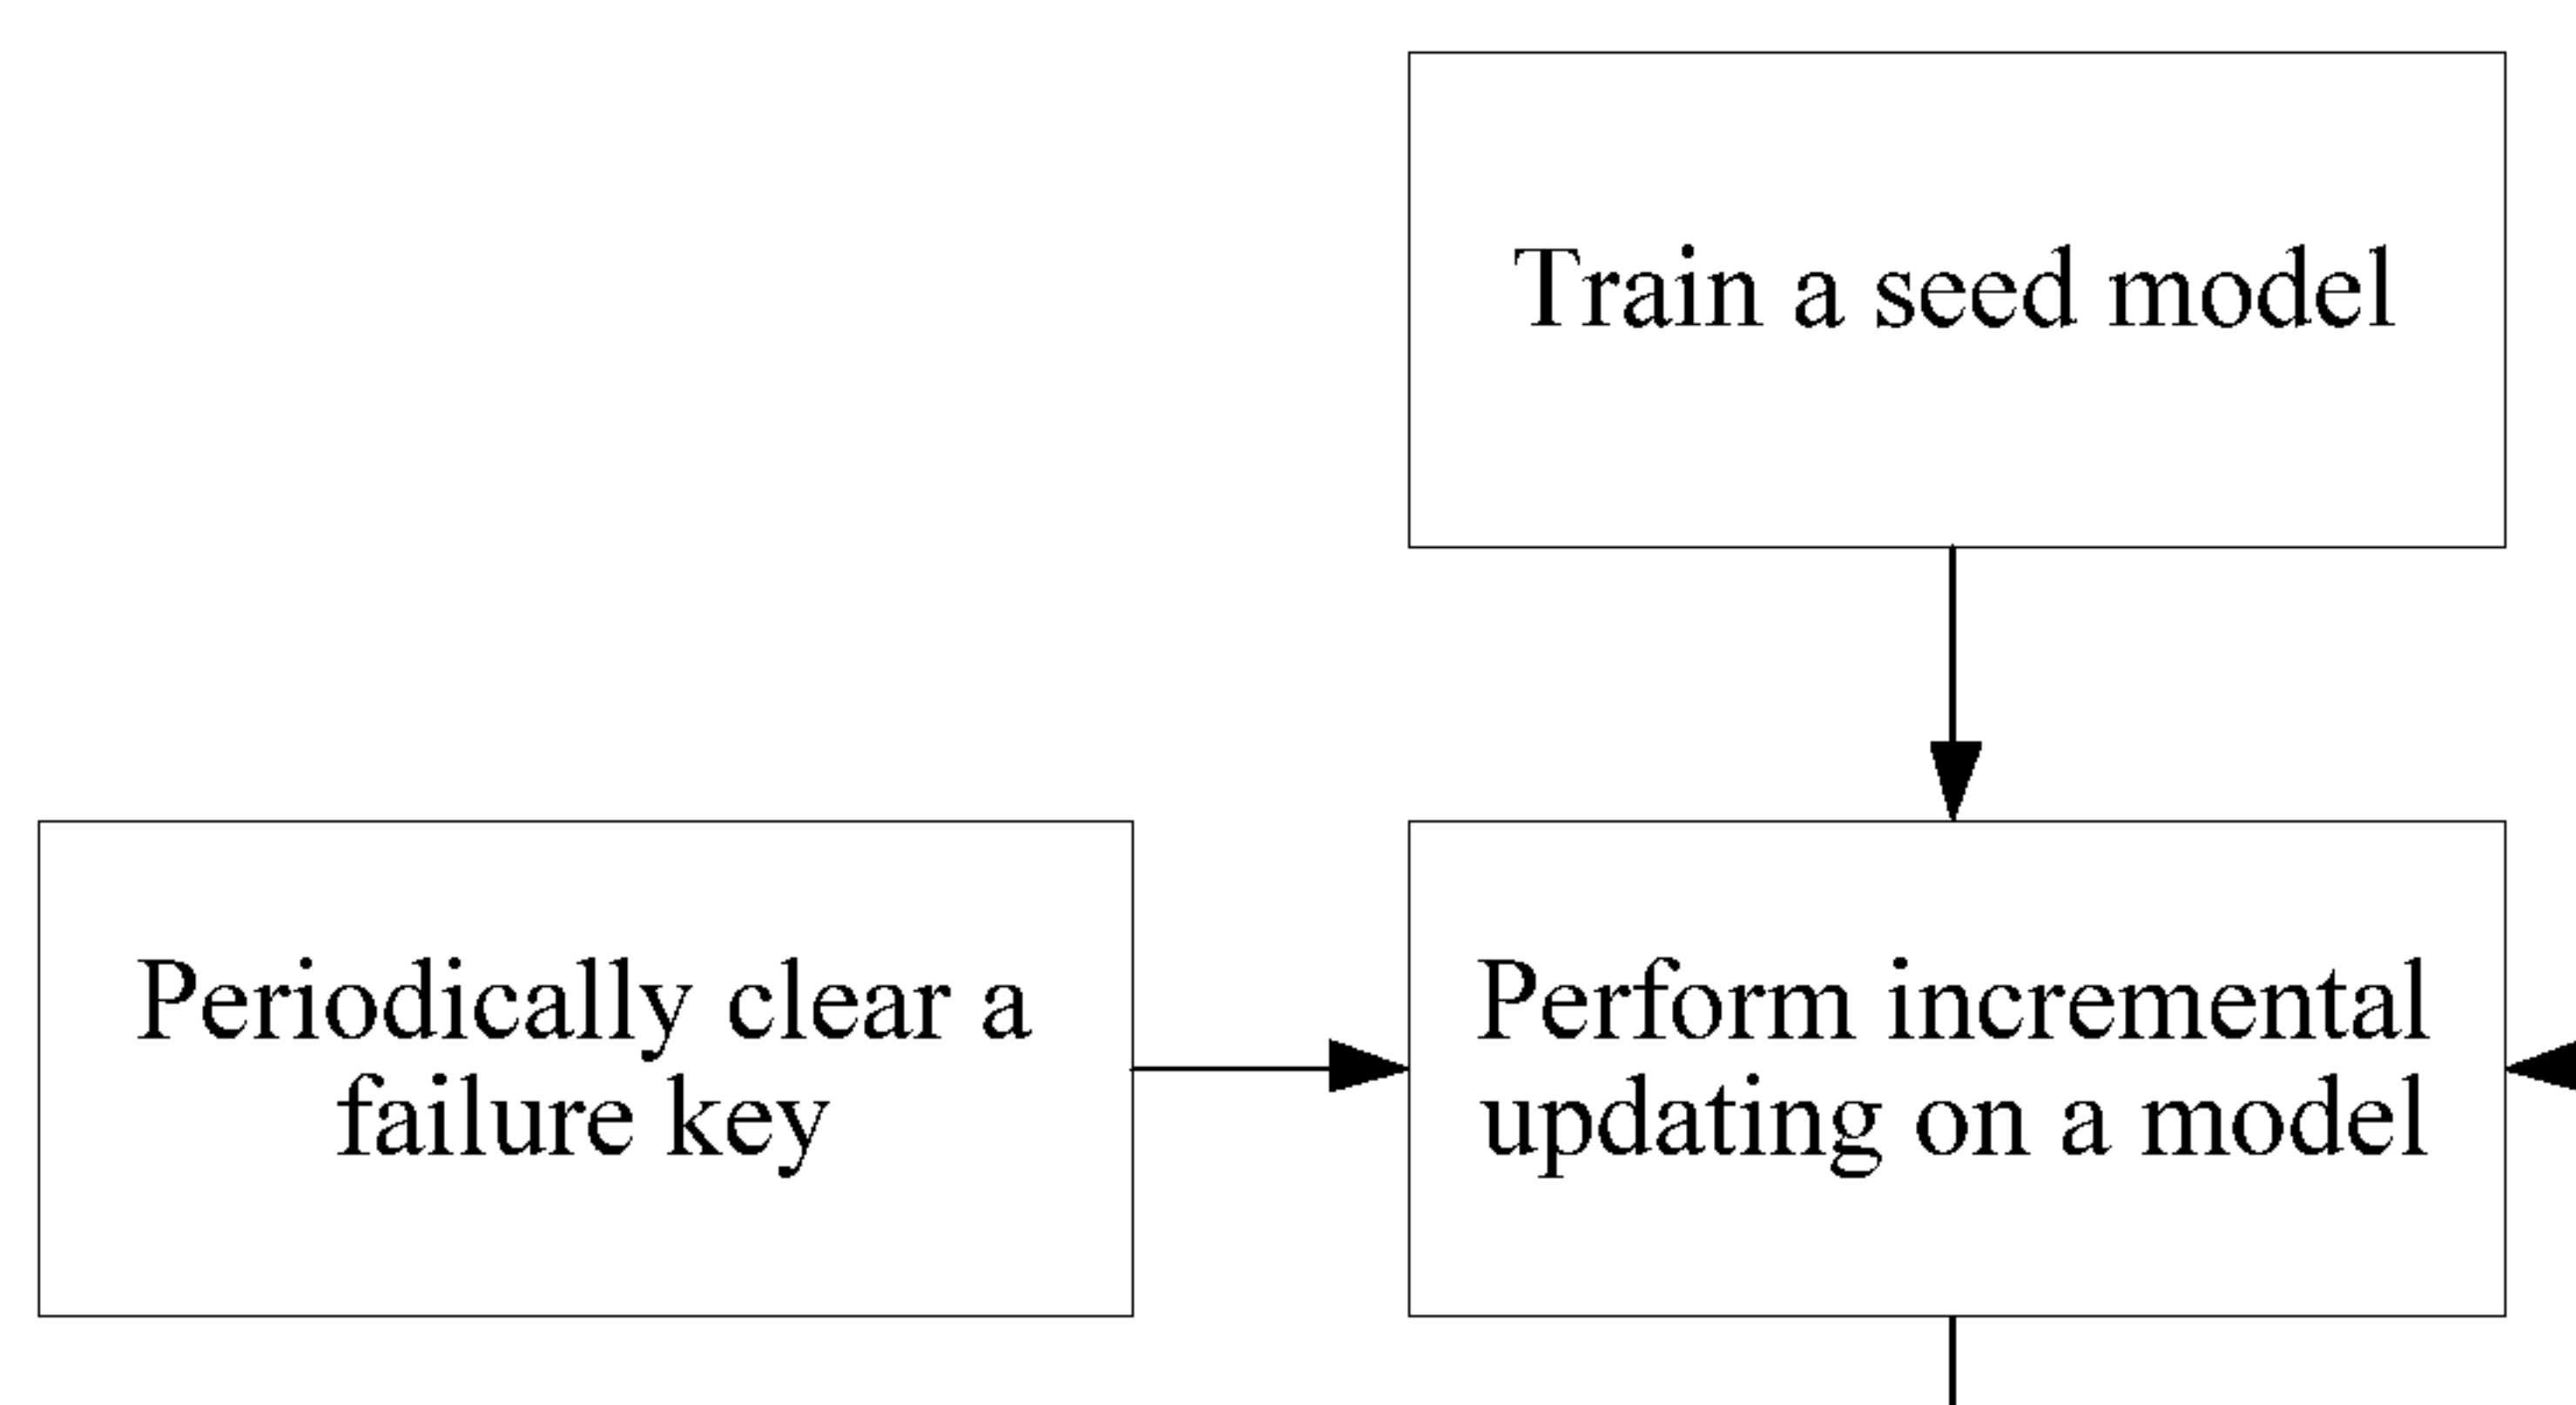 Train a seed model
Periodically clear a
failure key
Perform incremental
updating on a model